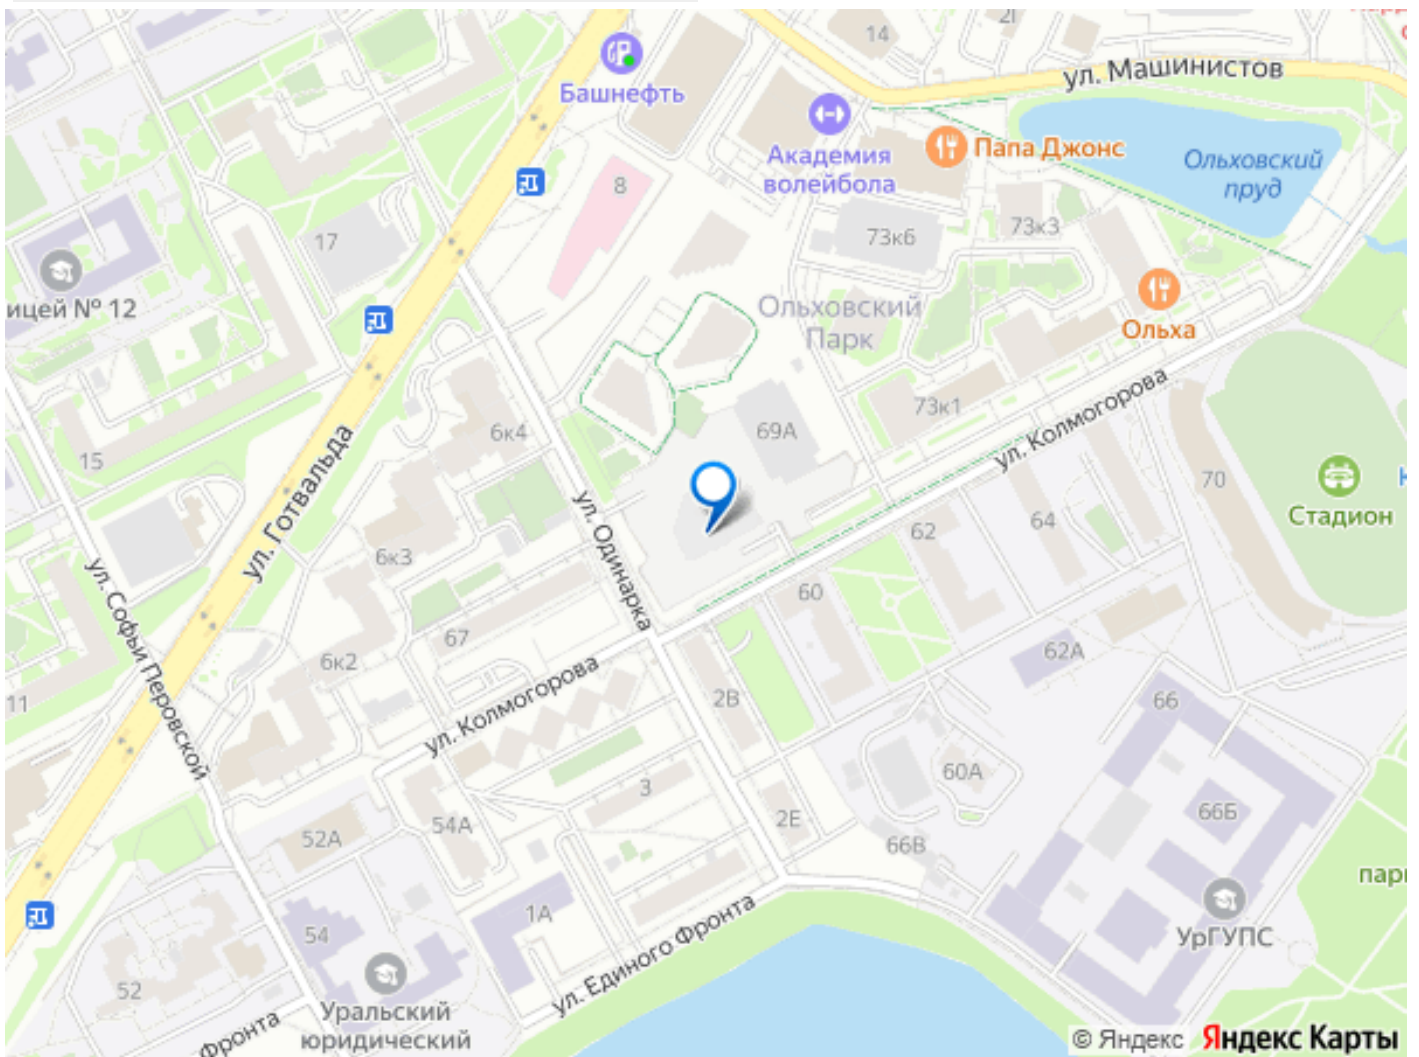 14
2Г
ул. Машинистов
Башнефть
Академия
волейбола
Папа Джонс
Ольховский
пруд
8
17
73к6
73к3
ицей № 12
Ольховский
Парк
Ольха
73к1
69А
6к4
15
ул. Готвальда
ул. Колмогорова
70
Стадион
ул. Одинарка
62
64
6к3
ул. Софьи Перовской
60
67
62А
6к2
11
ул. Колмогорова
2В
66
3
60А
66Б
54А
2Е
52А
66В
парк
1А
54
ул. Единого Фронта
УрГУПС
52
Уральский
юридический
Фронта
© Яндекс Яндекс Карты